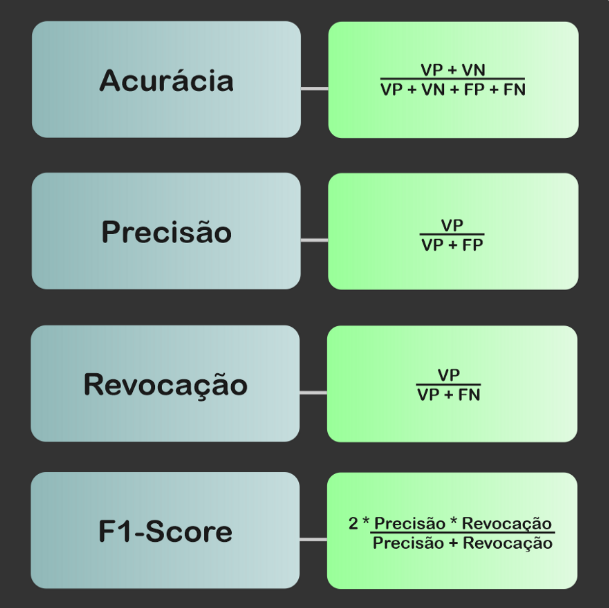 Acurácia
VP + VN
VP + VN + FP + FN
Precisão
VP
VP + FP
Revocação
VP
VP + FN
F1-Score
2 * Precisão * Revocação
Precisão + Revocação